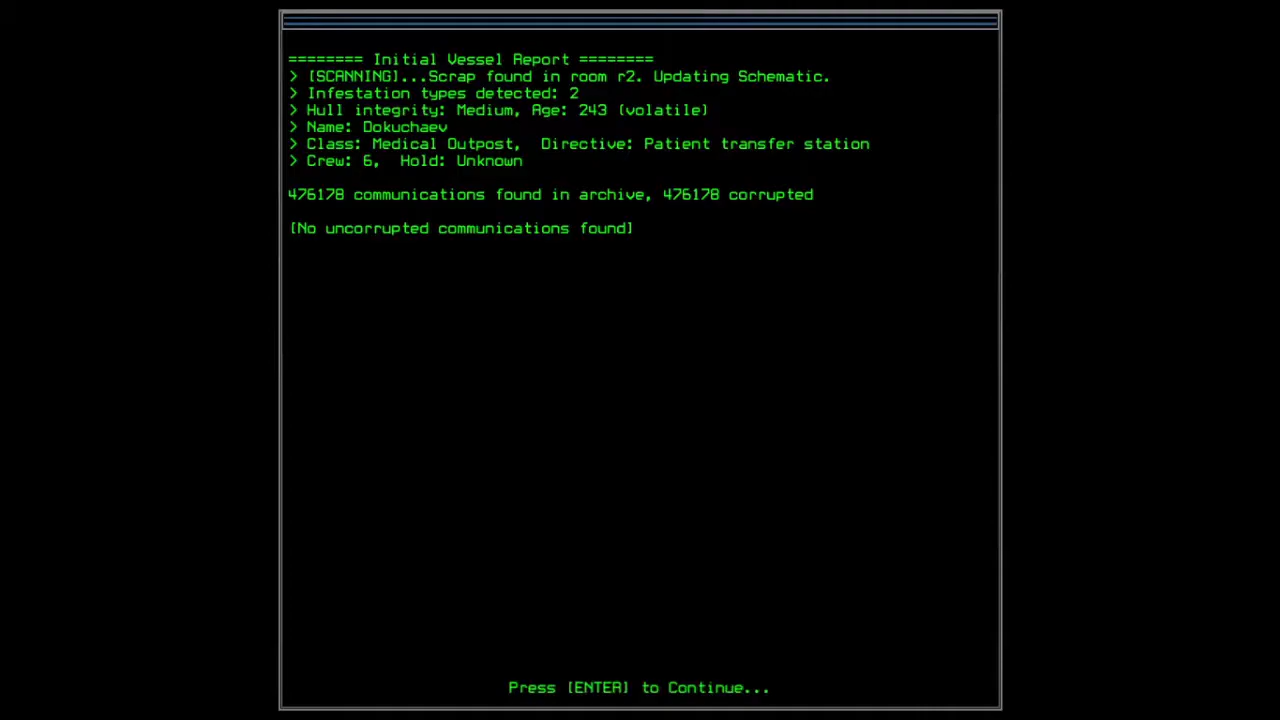 ======== Initial Vessel Report ========
> [SCANNING]...Scrap found in room r2. Updating Schematic.
> Infestation types detected: 2
> Hull integrity: Medium, Age: 243 (volatile)
> Name: Dokuchaev
> Class: Medical Outpost,  Directive: Patient transfer station
> Crew: 6,  Hold: Unknown
476178 communications found in archive, 476178 corrupted
[No uncorrupted communications found]
Press [ENTER] to Continue...